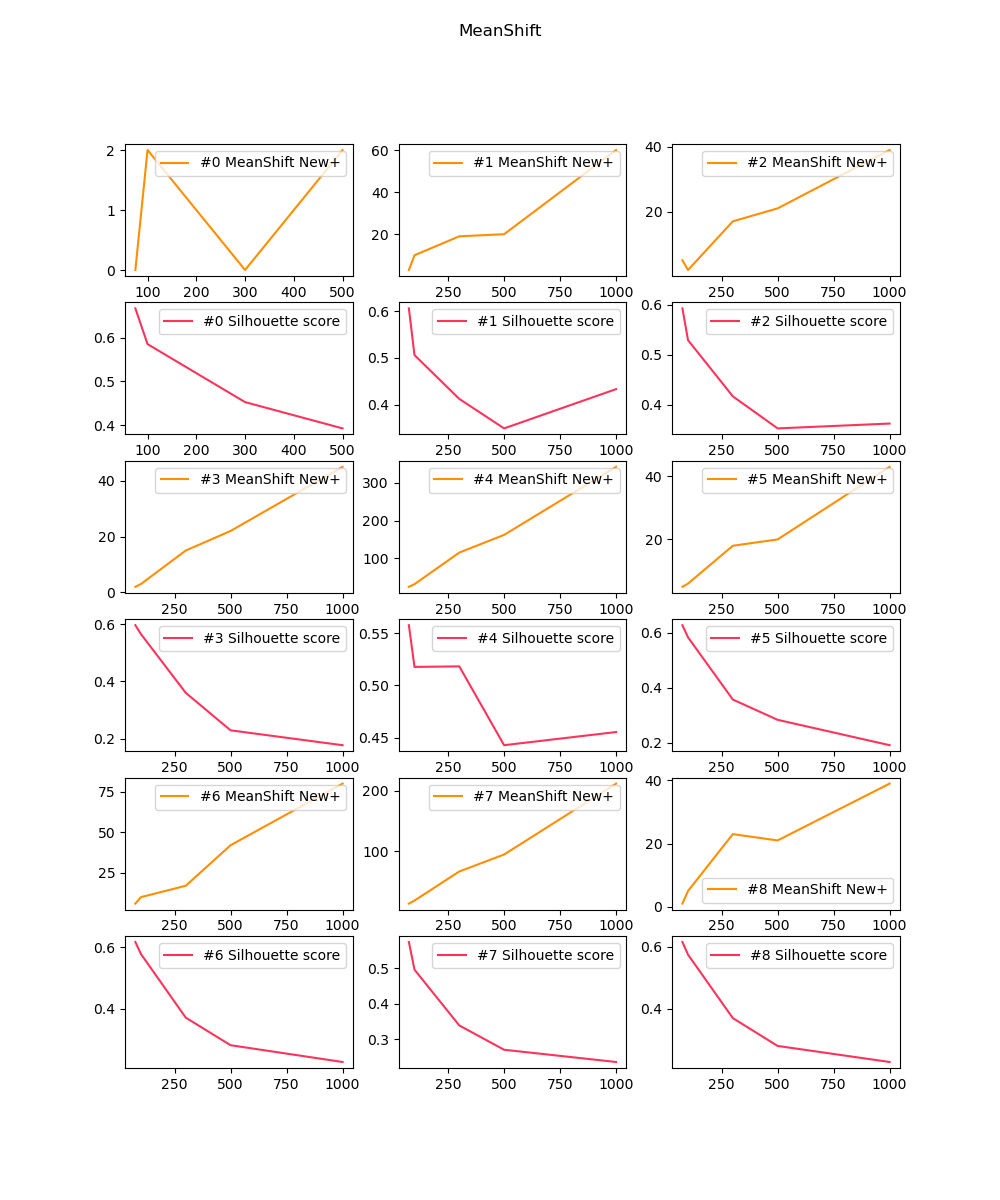 MeanShift
#0 MeanShift New+ #1 MeanShift New+ #2 MeanShift New+
2 1 0 60 40 20 40 20
100 200 300 400 500 250 500 750 1000 250 500 750 1000
#0 Silhouette score #1 Silhouette score #2 Silhouette score
0.6 0.5 0.4 0.6 0.5 0.4 0.6 0.5 0.4
100 200 300 400 500 250 500 750 1000 250 500 750 1000
#3 MeanShift New+ #4 MeanShift New+ #5 MeanShift New+
40 20 0 300 200 100 40 20
250 500 750 1000 250 500 750 1000 250 500 750 1000
#3 Silhouette score #4 Silhouette score #5 Silhouette score
0.6 0.4 0.2 0.55 0.50 0.45 0.6 0.4 0.2
250 500 750 1000 250 500 750 1000 250 500 750 1000
#6 MeanShift New+ #7 MeanShift New+ #8 MeanShift New+
75 50 25 200 100 40 20 0
250 500 750 1000 250 500 750 1000 250 500 750 1000
#6 Silhouette score #7 Silhouette score #8 Silhouette score
0.6 0.4 0.5 0.4 0.3 0.6 0.4
250 500 750 1000 250 500 750 1000 250 500 750 1000